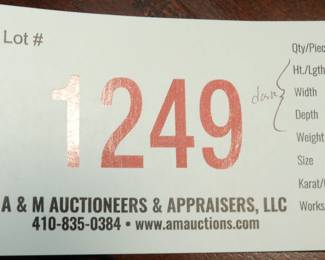 Lot #
1249
Qty/Piec
Ht./Lgth
Width
Depth
Weight
Size
Karat/
Works
A & M AUCTIONEERS & APPRAISERS, LLC
410-835-0384 • www.amauctions.com